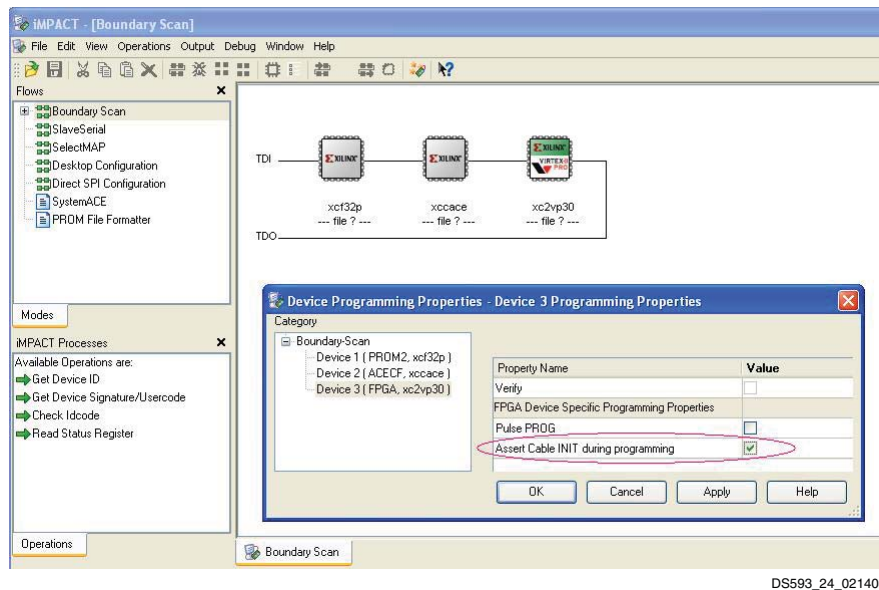 iMPACT - [Boundary Scan]
File Edit View Operations Output Debug Window Help
Flows
Boundary Scan
SlaveSerial
SelectMAP
Desktop Configuration
Direct SPI Configuration
SystemACE
PROM File Formatter
Modes
iMPACT Processes
Available Operations are:
Get Device ID
Get Device Signature/Usercode
Check Idcode
Read Status Register
Operations
TDI
XILINX XILINX XILINX
VIRTEX-II
PRO
xcf32p xccace xc2vp30
--- file ? --- --- file ? --- --- file ? ---
TDO
Device Programming Properties - Device 3 Programming Properties
Category
Boundary-Scan
Device 1 ( PROM2, xcf32p )
Device 2 ( ACECF, xccace )
Device 3 ( FPGA, xc2vp30 )
Property Name Value
Verify
FPGA Device Specific Programming Properties
Pulse PROG
Assert Cable INIT during programming
OK Cancel Apply Help
Boundary Scan
DS593_24_02140